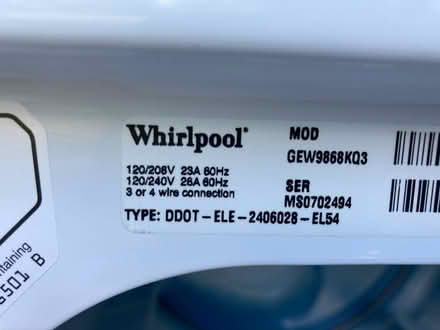 Whirlpool
MOD
GEW9868KQ3
120/208V 23A 60Hz
120/240V 26A 60Hz
3 or 4 wire connection
SER
MS0702494
TYPE: DDOT-ELE-2406028-EL54
501 B